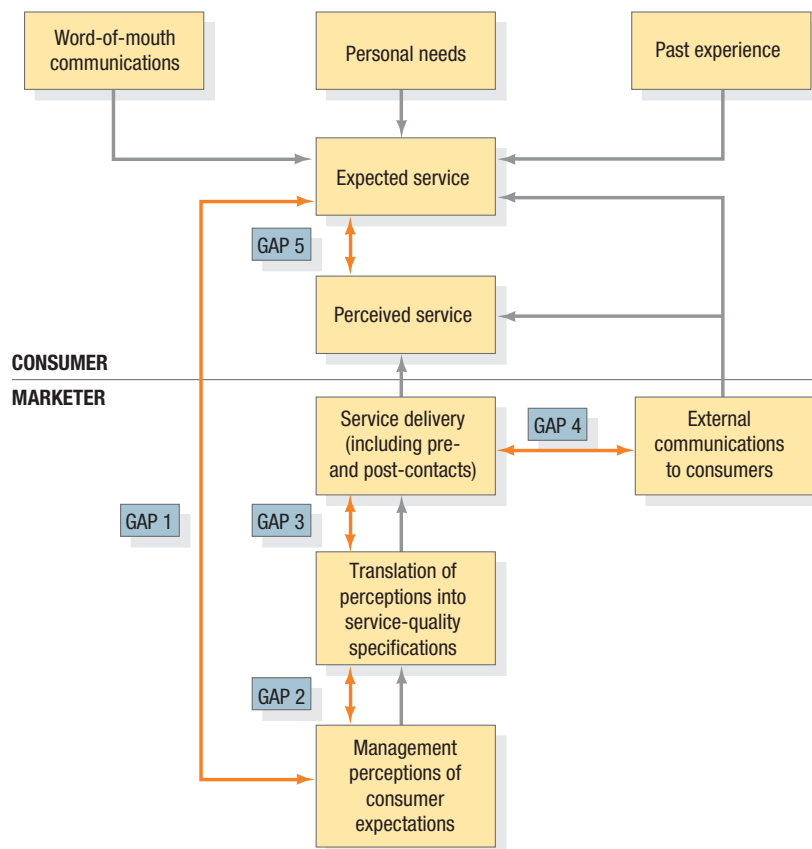 Word-of-mouth
communications
Personal needs
Past experience
Expected service
GAP 5
Perceived service
CONSUMER
MARKETER
Service delivery
(including pre-
and post-contacts)
GAP 4
External
communications
to consumers
GAP 1
GAP 3
Translation of
perceptions into
service-quality
specifications
GAP 2
Management
perceptions of
consumer
expectations